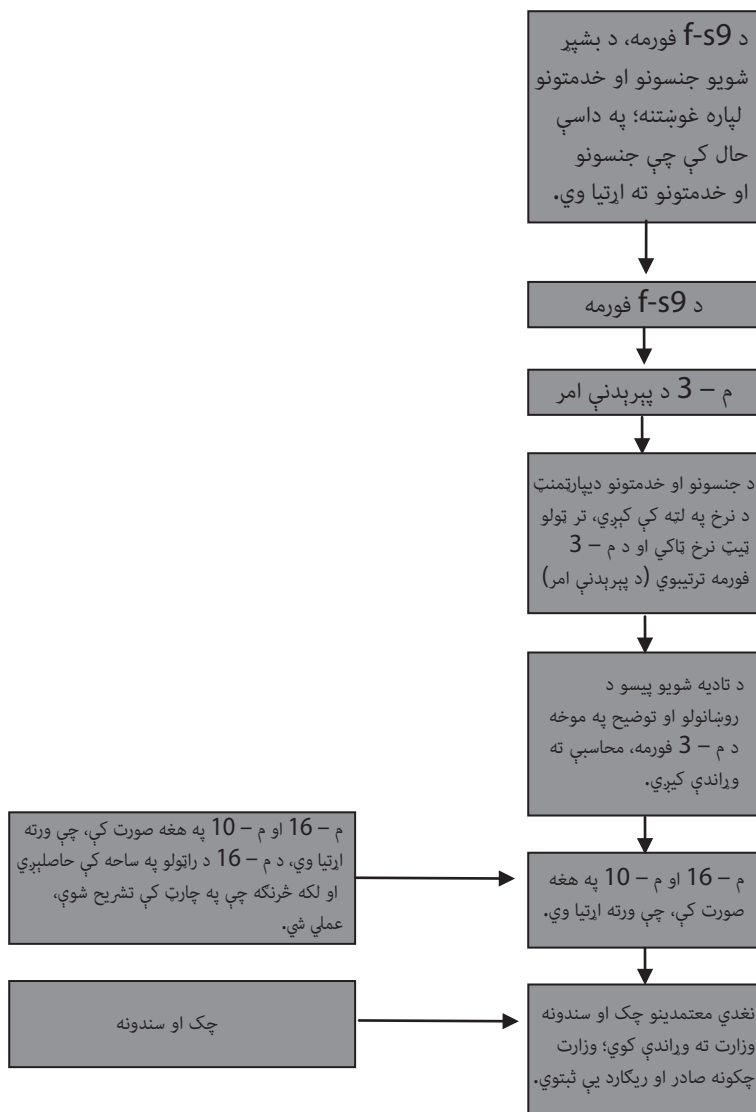 د f-s9 فورمه، د بشپړ
شویو جنسونو او خدمتونو
لپاره غوښتنه؛ په داسې
حال کې چې جنسونو
او خدمتونو ته اړتیا وي.
د f-s9 فورمه
م – 3 د پېرېدنې امر
د جنسونو او خدمتونو دیپارټمنټ
د نرخ په لټه کې کېږي، تر ټولو
ټیټ نرخ ټاکي او د م – 3
فورمه ترتیبوي (د پېرېدنې امر)
د تادیه شویو پیسو د
روښانولو او توضیح په موخه
د م – 3 فورمه، محاسبې ته
وړاندې کیږي.
م – 16 او م – 10 په هغه صورت کې، چې ورته
اړتیا وي، د م – 16 د راټولو په ساحه کې حاصلېږي
او لکه څرنګه چې په چارټ کې تشریح شوې،
عملي شي.
م – 16 او م – 10 په هغه
صورت کې، چې ورته اړتیا وي.
چک او سندونه
نغدي معتمدینو چک او سندونه
وزارت ته وړاندې کوي؛ وزارت
چکونه صادر او ریګارد یې ثبتوي.